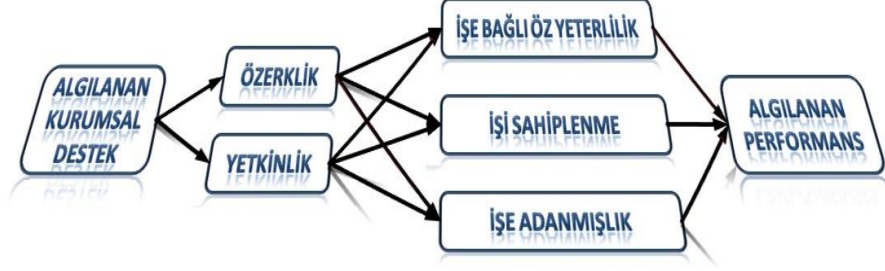 ALGILANAN
KURUMSAL
DESTEK
ÖZERKLİK
YETKİNLİK
İŞE BAĞLI ÖZ YETERLİLİK
İŞİ SAHİPLENME
İŞE ADANMIŞLIK
ALGILANAN
PERFORMANS